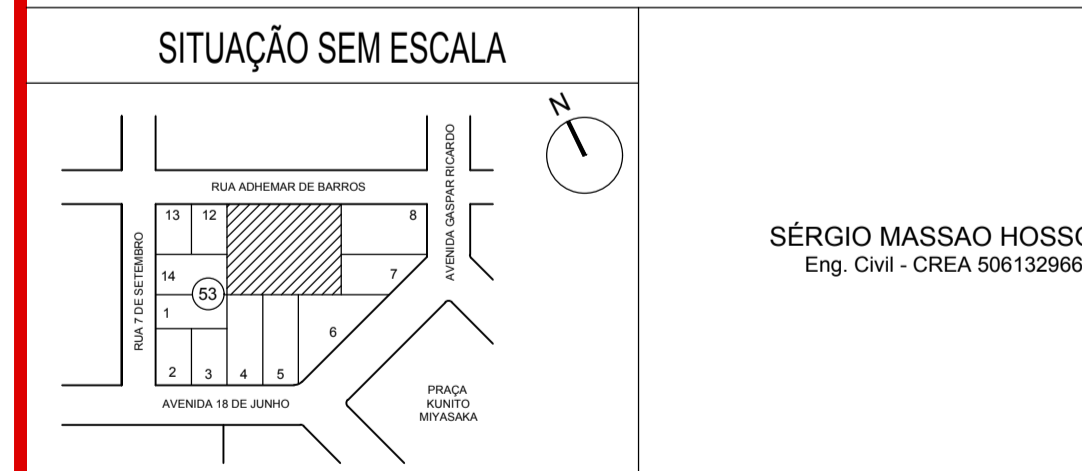 SITUAÇÃO SEM ESCALA
N
RUA ADHEMAR DE BARROS
AVENIDA GASPAR RICARDO
RUA 7 DE SETEMBRO
13
12
8
14
7
53
1
6
2
3
4
5
AVENIDA 18 DE JUNHO
PRAÇA
KUNITO
MIYASAKA
SÉRGIO MASSAO
Eng. Civil - CREA 506132966